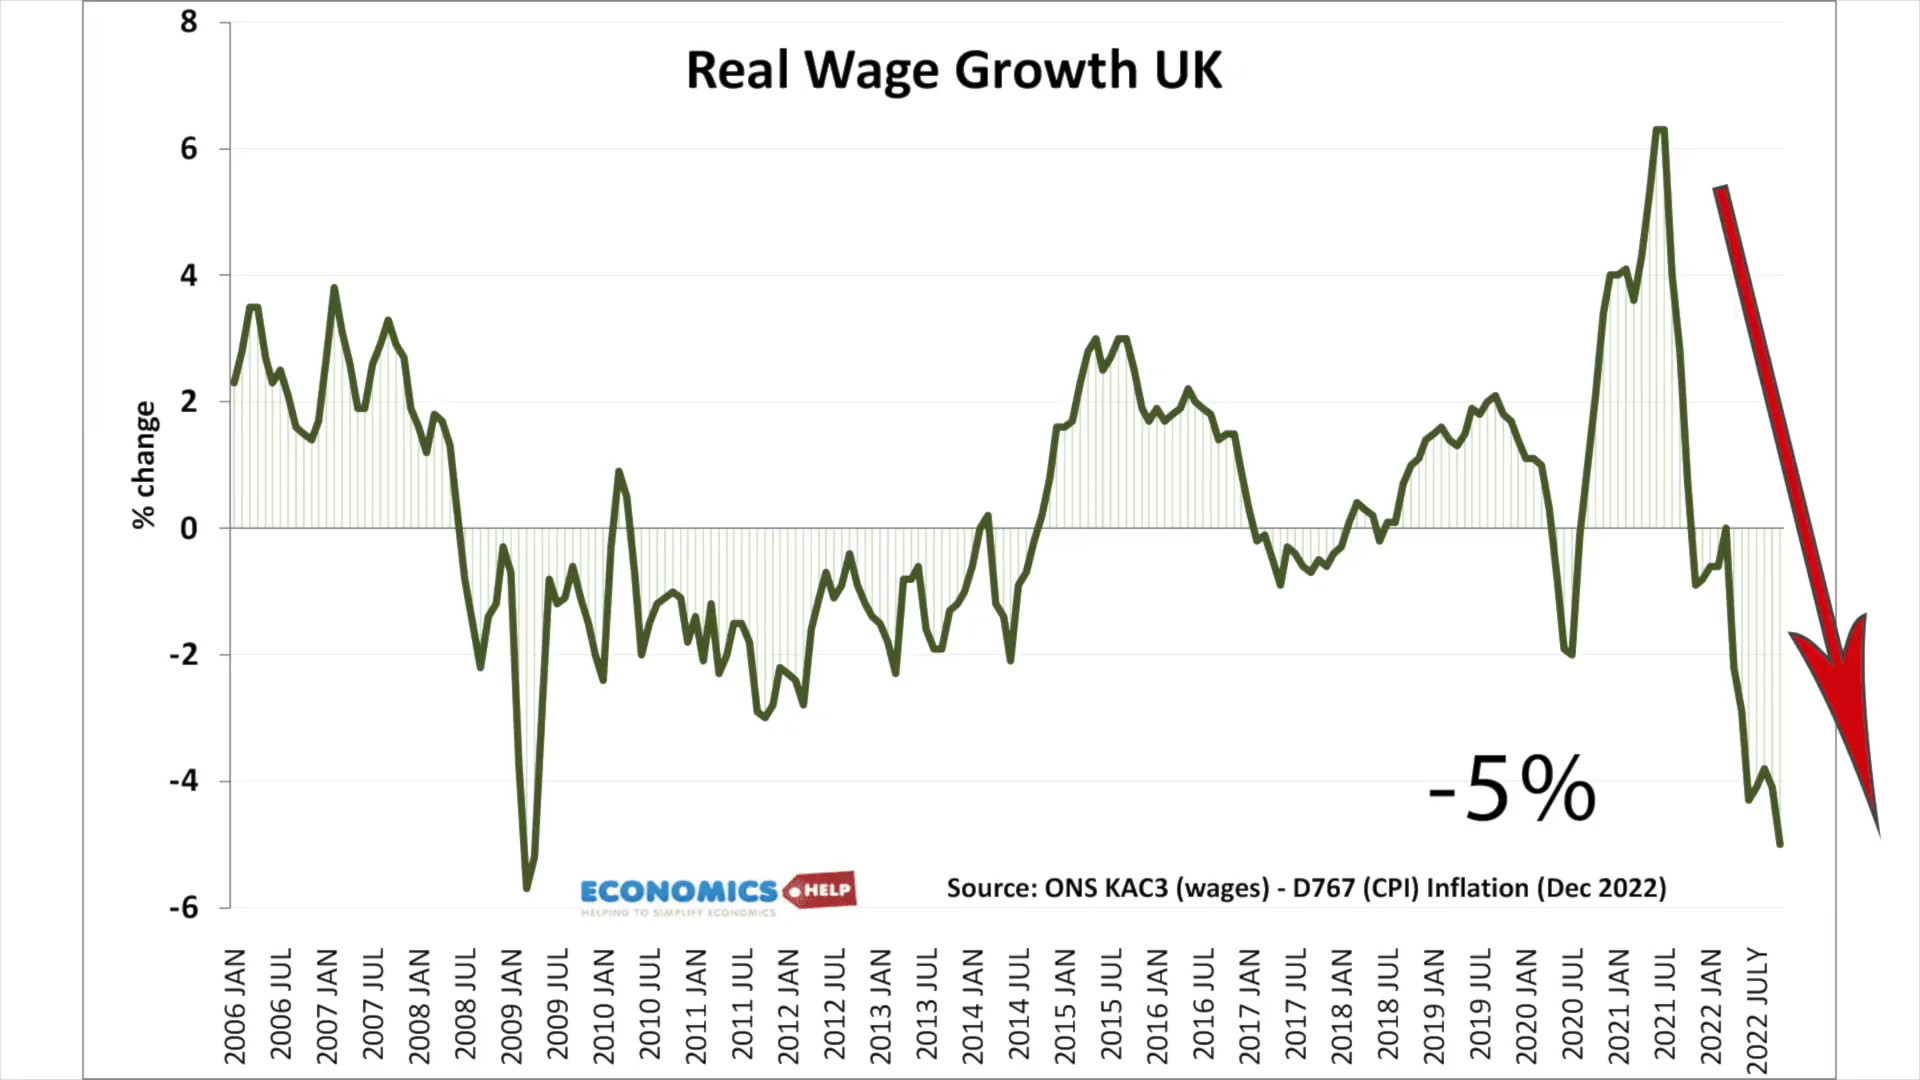 Real Wage Growth UK
8
6
4
2
0
-2
-4
-6
% change
-5%
ECONOMICS HELP
HELPING TO SIMPLIFY ECONOMICS
Source: ONS KAC3 (wages) - D767 (CPI) Inflation (Dec 2022)
2006 JAN
2006 JUL
2007 JAN
2007 JUL
2008 JAN
2008 JUL
2009 JAN
2009 JUL
2010 JAN
2010 JUL
2011 JAN
2011 JUL
2012 JAN
2012 JUL
2013 JAN
2013 JUL
2014 JAN
2014 JUL
2015 JAN
2015 JUL
2016 JAN
2016 JUL
2017 JAN
2017 JUL
2018 JAN
2018 JUL
2019 JAN
2019 JUL
2020 JAN
2020 JUL
2021 JAN
2021 JUL
2022 JAN
2022 JULY